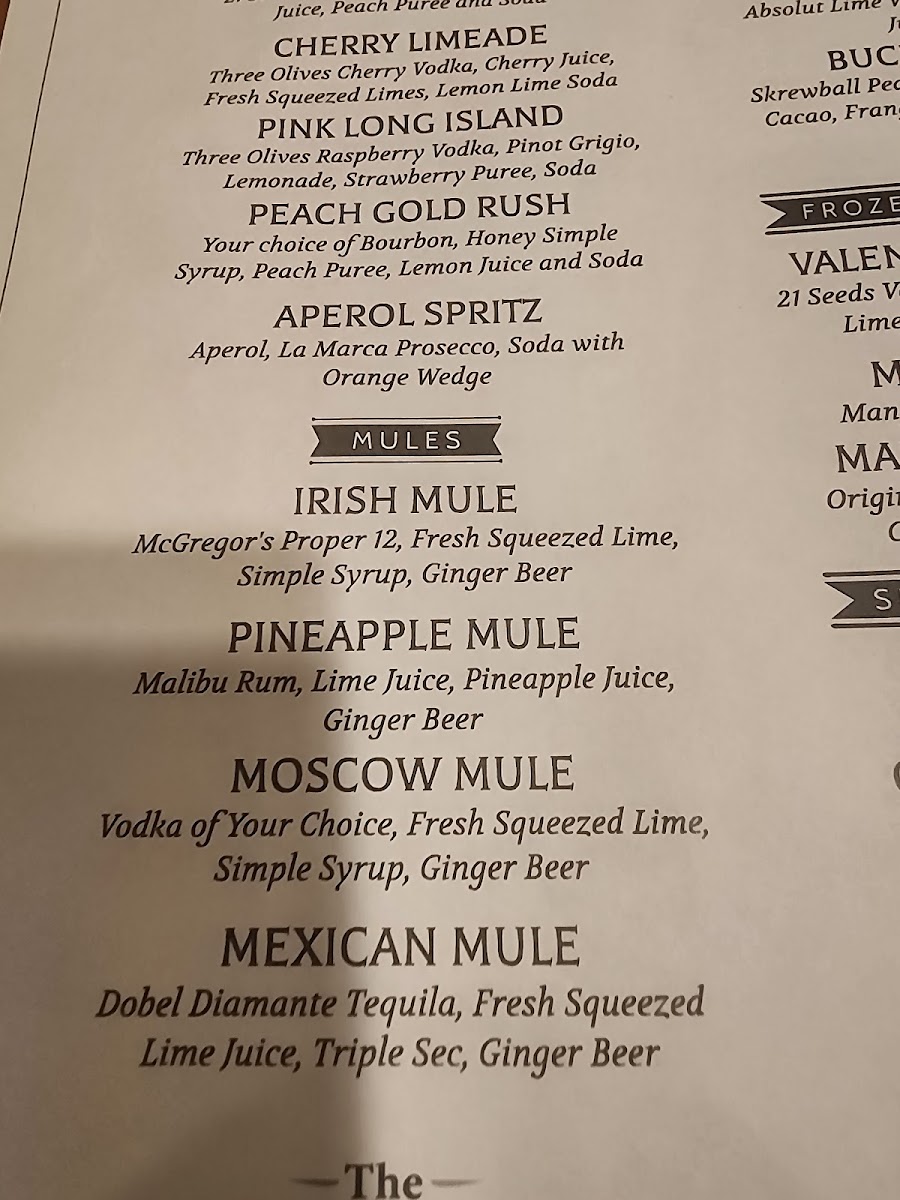 Juice, Peach Puree and Soda
CHERRY LIMEADE
Three Olives Cherry Vodka, Cherry Juice,
Fresh Squeezed Limes, Lemon Lime Soda
PINK LONG ISLAND
Three Olives Raspberry Vodka, Pinot Grigio,
Lemonade, Strawberry Puree, Soda
PEACH GOLD RUSH
Your choice of Bourbon, Honey Simple
Syrup, Peach Puree, Lemon Juice and Soda
APEROL SPRITZ
Aperol, La Marca Prosecco, Soda with
Orange Wedge
MULES
IRISH MULE
McGregor's Proper 12, Fresh Squeezed Lime,
Simple Syrup, Ginger Beer
PINEAPPLE MULE
Malibu Rum, Lime Juice, Pineapple Juice,
Ginger Beer
MOSCOW MULE
Vodka of Your Choice, Fresh Squeezed Lime,
Simple Syrup, Ginger Beer
MEXICAN MULE
Dobel Diamante Tequila, Fresh Squeezed
Lime Juice, Triple Sec, Ginger Beer
The
Absolut Lime
Skrewball
Cacao,
21 Seeds
Lime